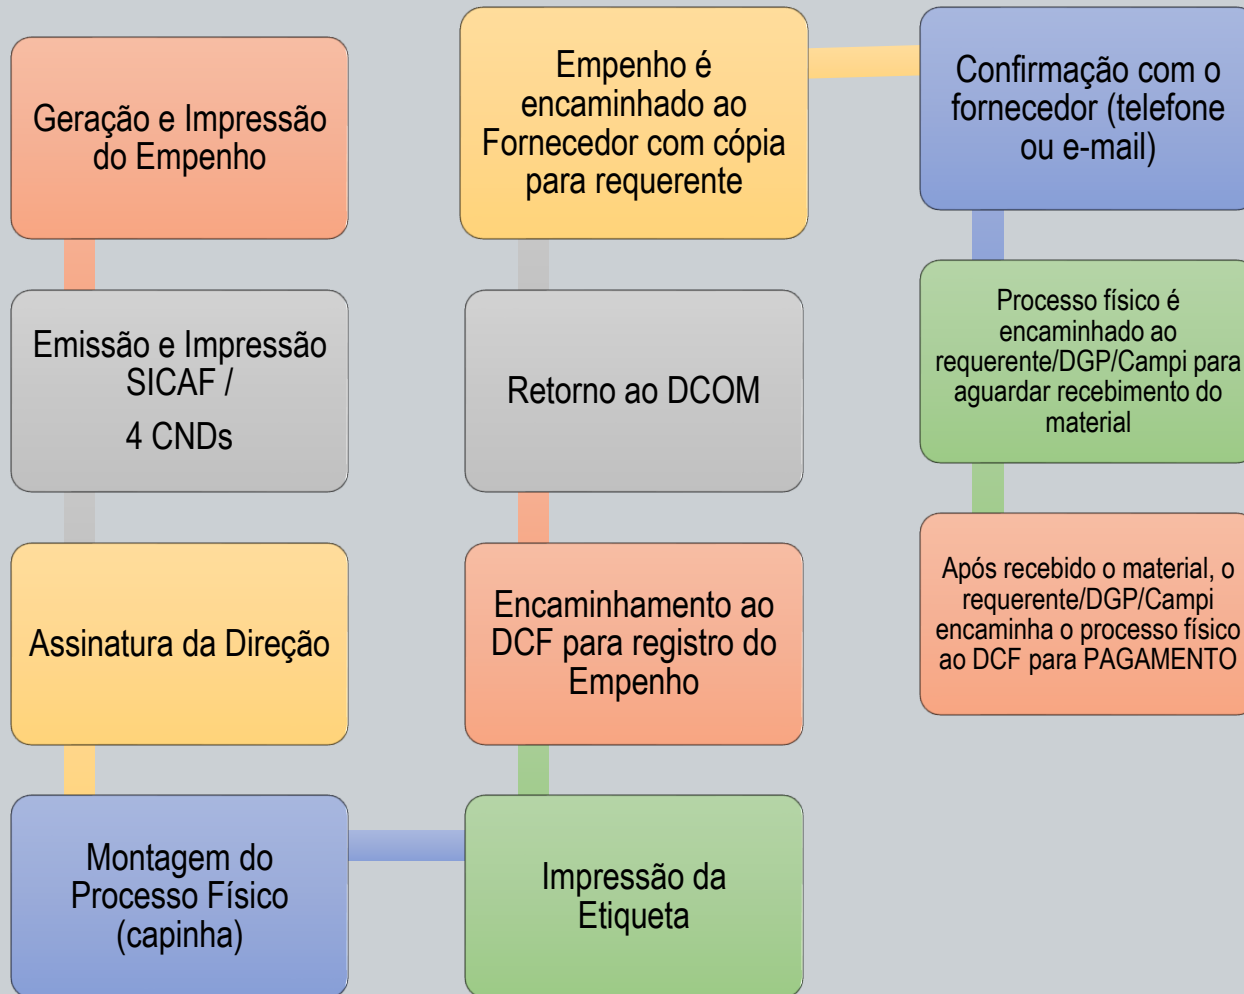 Geração e Impressão
do Empenho
Emissão e Impressão
SICAF /
4 CNDs
Assinatura da Direção
Montagem do
Processo Físico
(capinha)
Impressão da
Etiqueta
Encaminhamento ao
DCF para registro do
Empenho
Retorno ao DCOM
Empenho é
encaminhado ao
Fornecedor com cópia
para requerente
Confirmação com o
fornecedor (telefone
ou e-mail)
Processo físico é
encaminhado ao
requerente/DGP/Campi para
aguardar recebimento do
material
Após recebido o material, o
requerente/DGP/Campi
encaminha o processo físico
ao DCF para PAGAMENTO